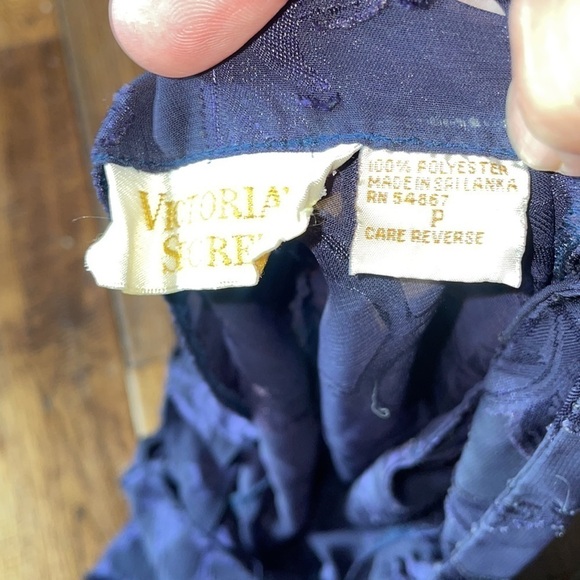 VICTORIA'
SECRE
100% POLYESTER
MADE IN SRI LANKA
RN 54867
P
CARE REVERSE